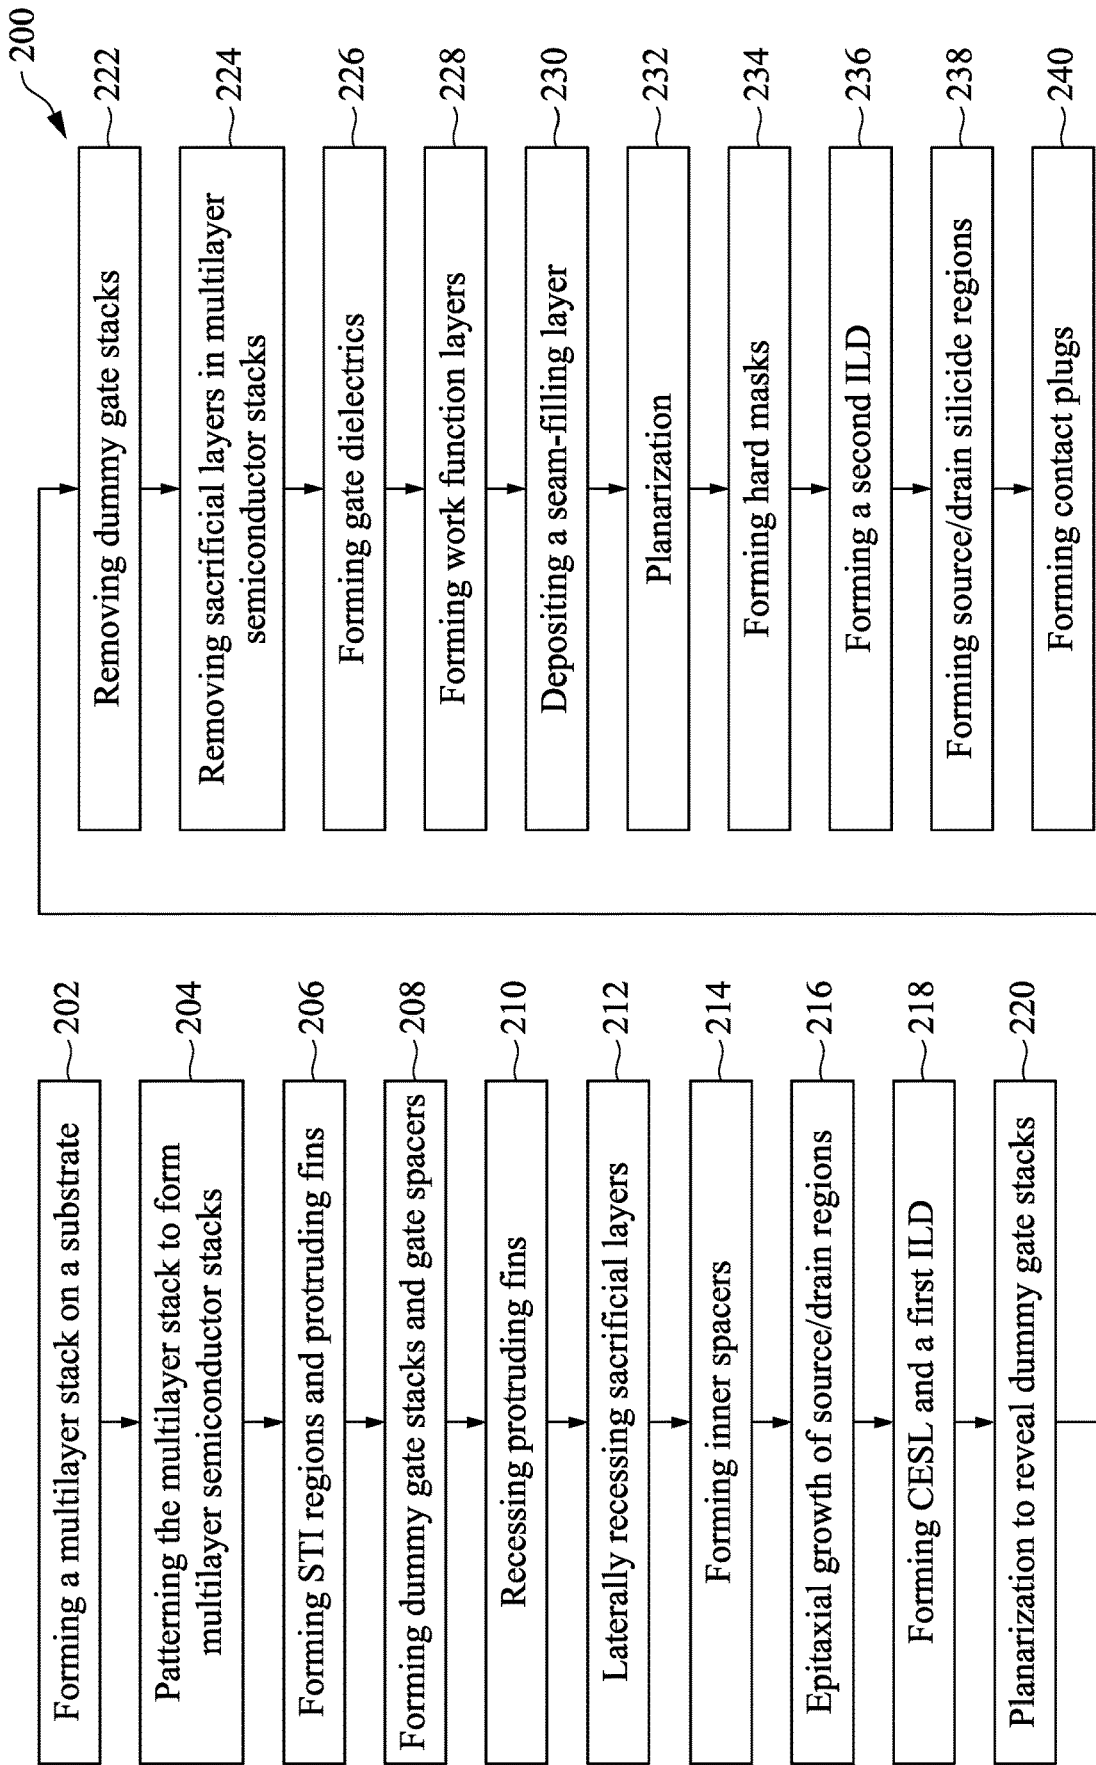 200
Forming a multilayer stack on a substrate
202
Patterning the multilayer stack to form
multilayer semiconductor stacks
204
Forming STI regions and protruding fins
206
Forming dummy gate stacks and gate spacers
208
Recessing protruding fins
210
Laterally recessing sacrificial layers
212
Forming inner spacers
214
Epitaxial growth of source/drain regions
216
Forming CESL and a first ILD
218
Planarization to reveal dummy gate stacks
220
Removing dummy gate stacks
222
Removing sacrificial layers in multilayer
semiconductor stacks
224
Forming gate dielectrics
226
Forming work function layers
228
Depositing a seam-filling layer
230
Planarization
232
Forming hard masks
234
Forming a second ILD
236
Forming source/drain silicide regions
238
Forming contact plugs
240